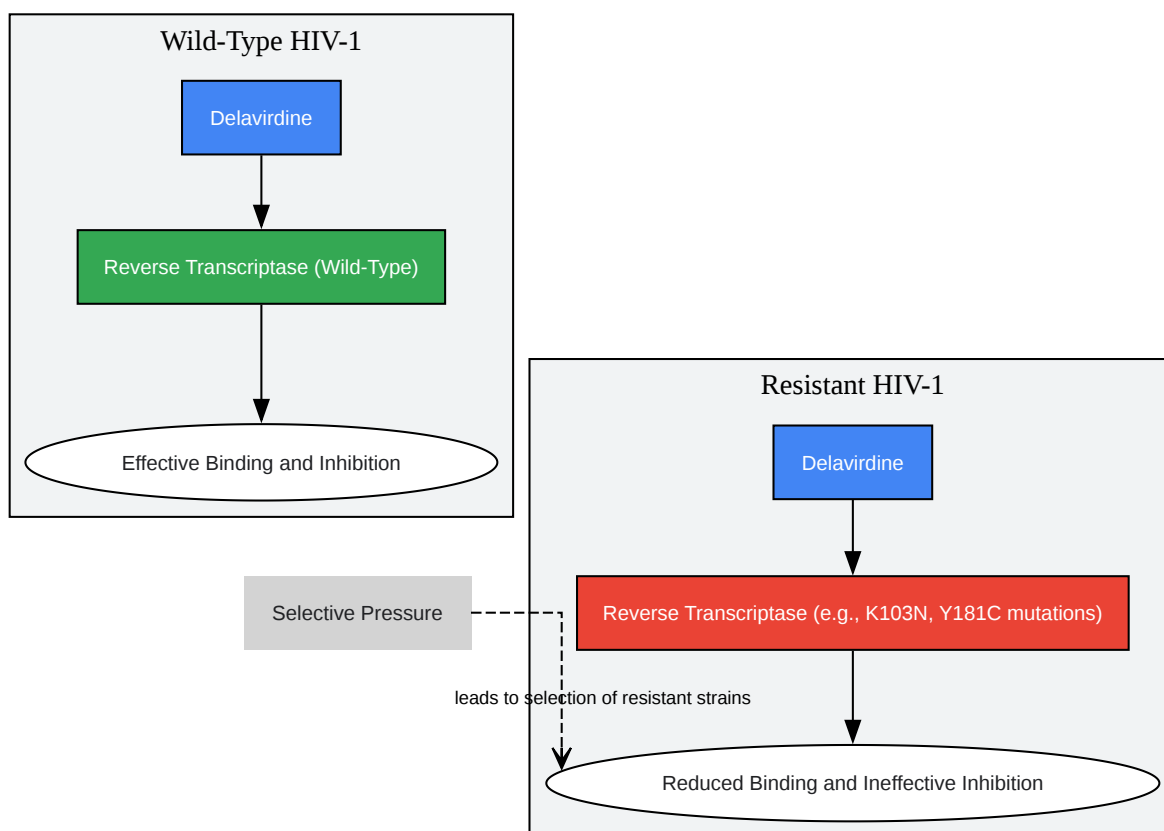 Wild-Type HIV-1
Delavirdine
Reverse Transcriptase (Wild-Type)
Effective Binding and Inhibition
Resistant HIV-1
Delavirdine
Selective Pressure
Reverse Transcriptase (e.g., K103N, Y181C mutations)
leads to selection of resistant strains
Reduced Binding and Ineffective Inhibition